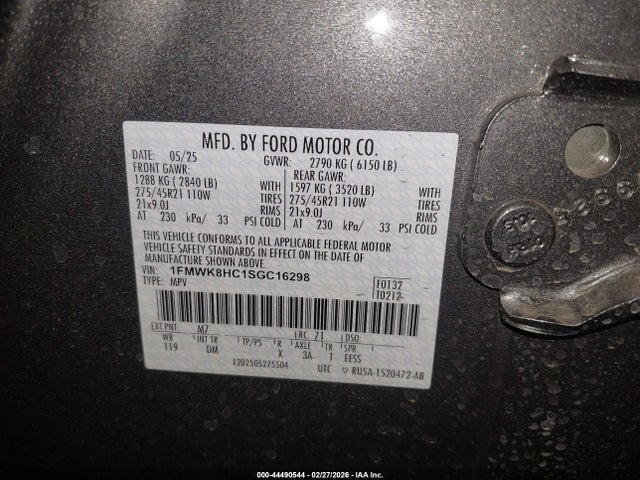 MFD. BY FORD MOTOR CO.
DATE: 05/25 GVWR: 2790 KG ( 6150 LB)
FRONT GAWR: REAR GAWR:
1288 KG ( 2840 LB) WITH 1597 KG ( 3520 LB) WITH
275/45R21 110W TIRES 275/45R21 110W TIRES
21x9.0J RIMS 21x9.0J RIMS
AT 230 kPa/ 33 PSI COLD AT 230 kPa/ 33 PSI COLD
THIS VEHICLE CONFORMS TO ALL APPLICABLE FEDERAL MOTOR
VEHICLE SAFETY STANDARDS IN EFFECT ON THE DATE OF
MANUFACTURE SHOWN ABOVE.
VIN: 1FMWK8HC1SGC16298 F0132
TYPE: MPV T0212
EXT PNT: M7 RC: 71 DSO:
WB INT TR TP/PS R AXLE TR SPR
119 DM X 3A T EESS
1202505275504 UTC RU5A-1520472-AB
000-44490544 - 02/27/2026 - IAA Inc.